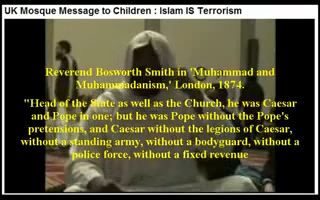 UK Mosque Message to Children : Islam IS Terrorism
Reverend Bosworth Smith in 'Muhammad and
Muhammadanism,' London, 1874.
"Head of the State as well as the Church, he was Caesar
and Pope in one; but he was Pope without the Pope's
pretensions, and Caesar without the legions of Caesar,
without a standing army, without a bodyguard, without a
police force, without a fixed revenue